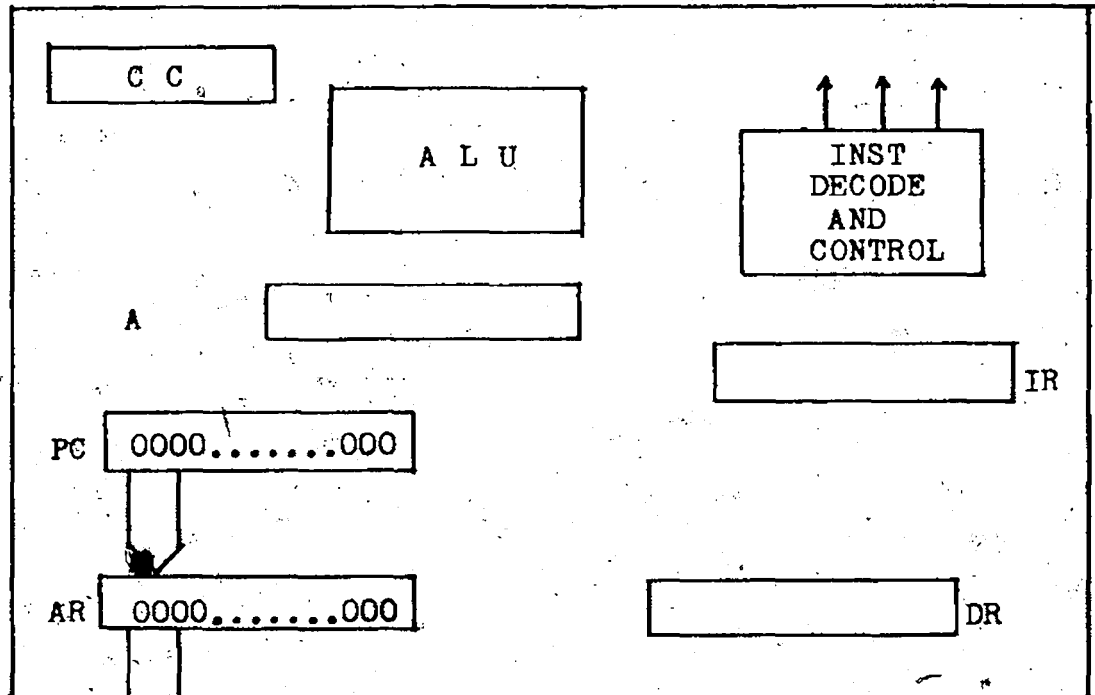 C C
A L U
INST
DECODE
AND
CONTROL
A
IR
PC 0000.......000
AR 0000.......000
DR